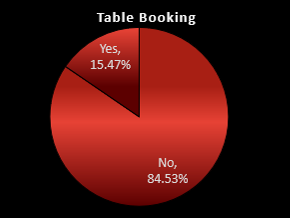 Table Booking
Yes,
15.47%
No,
84.53%